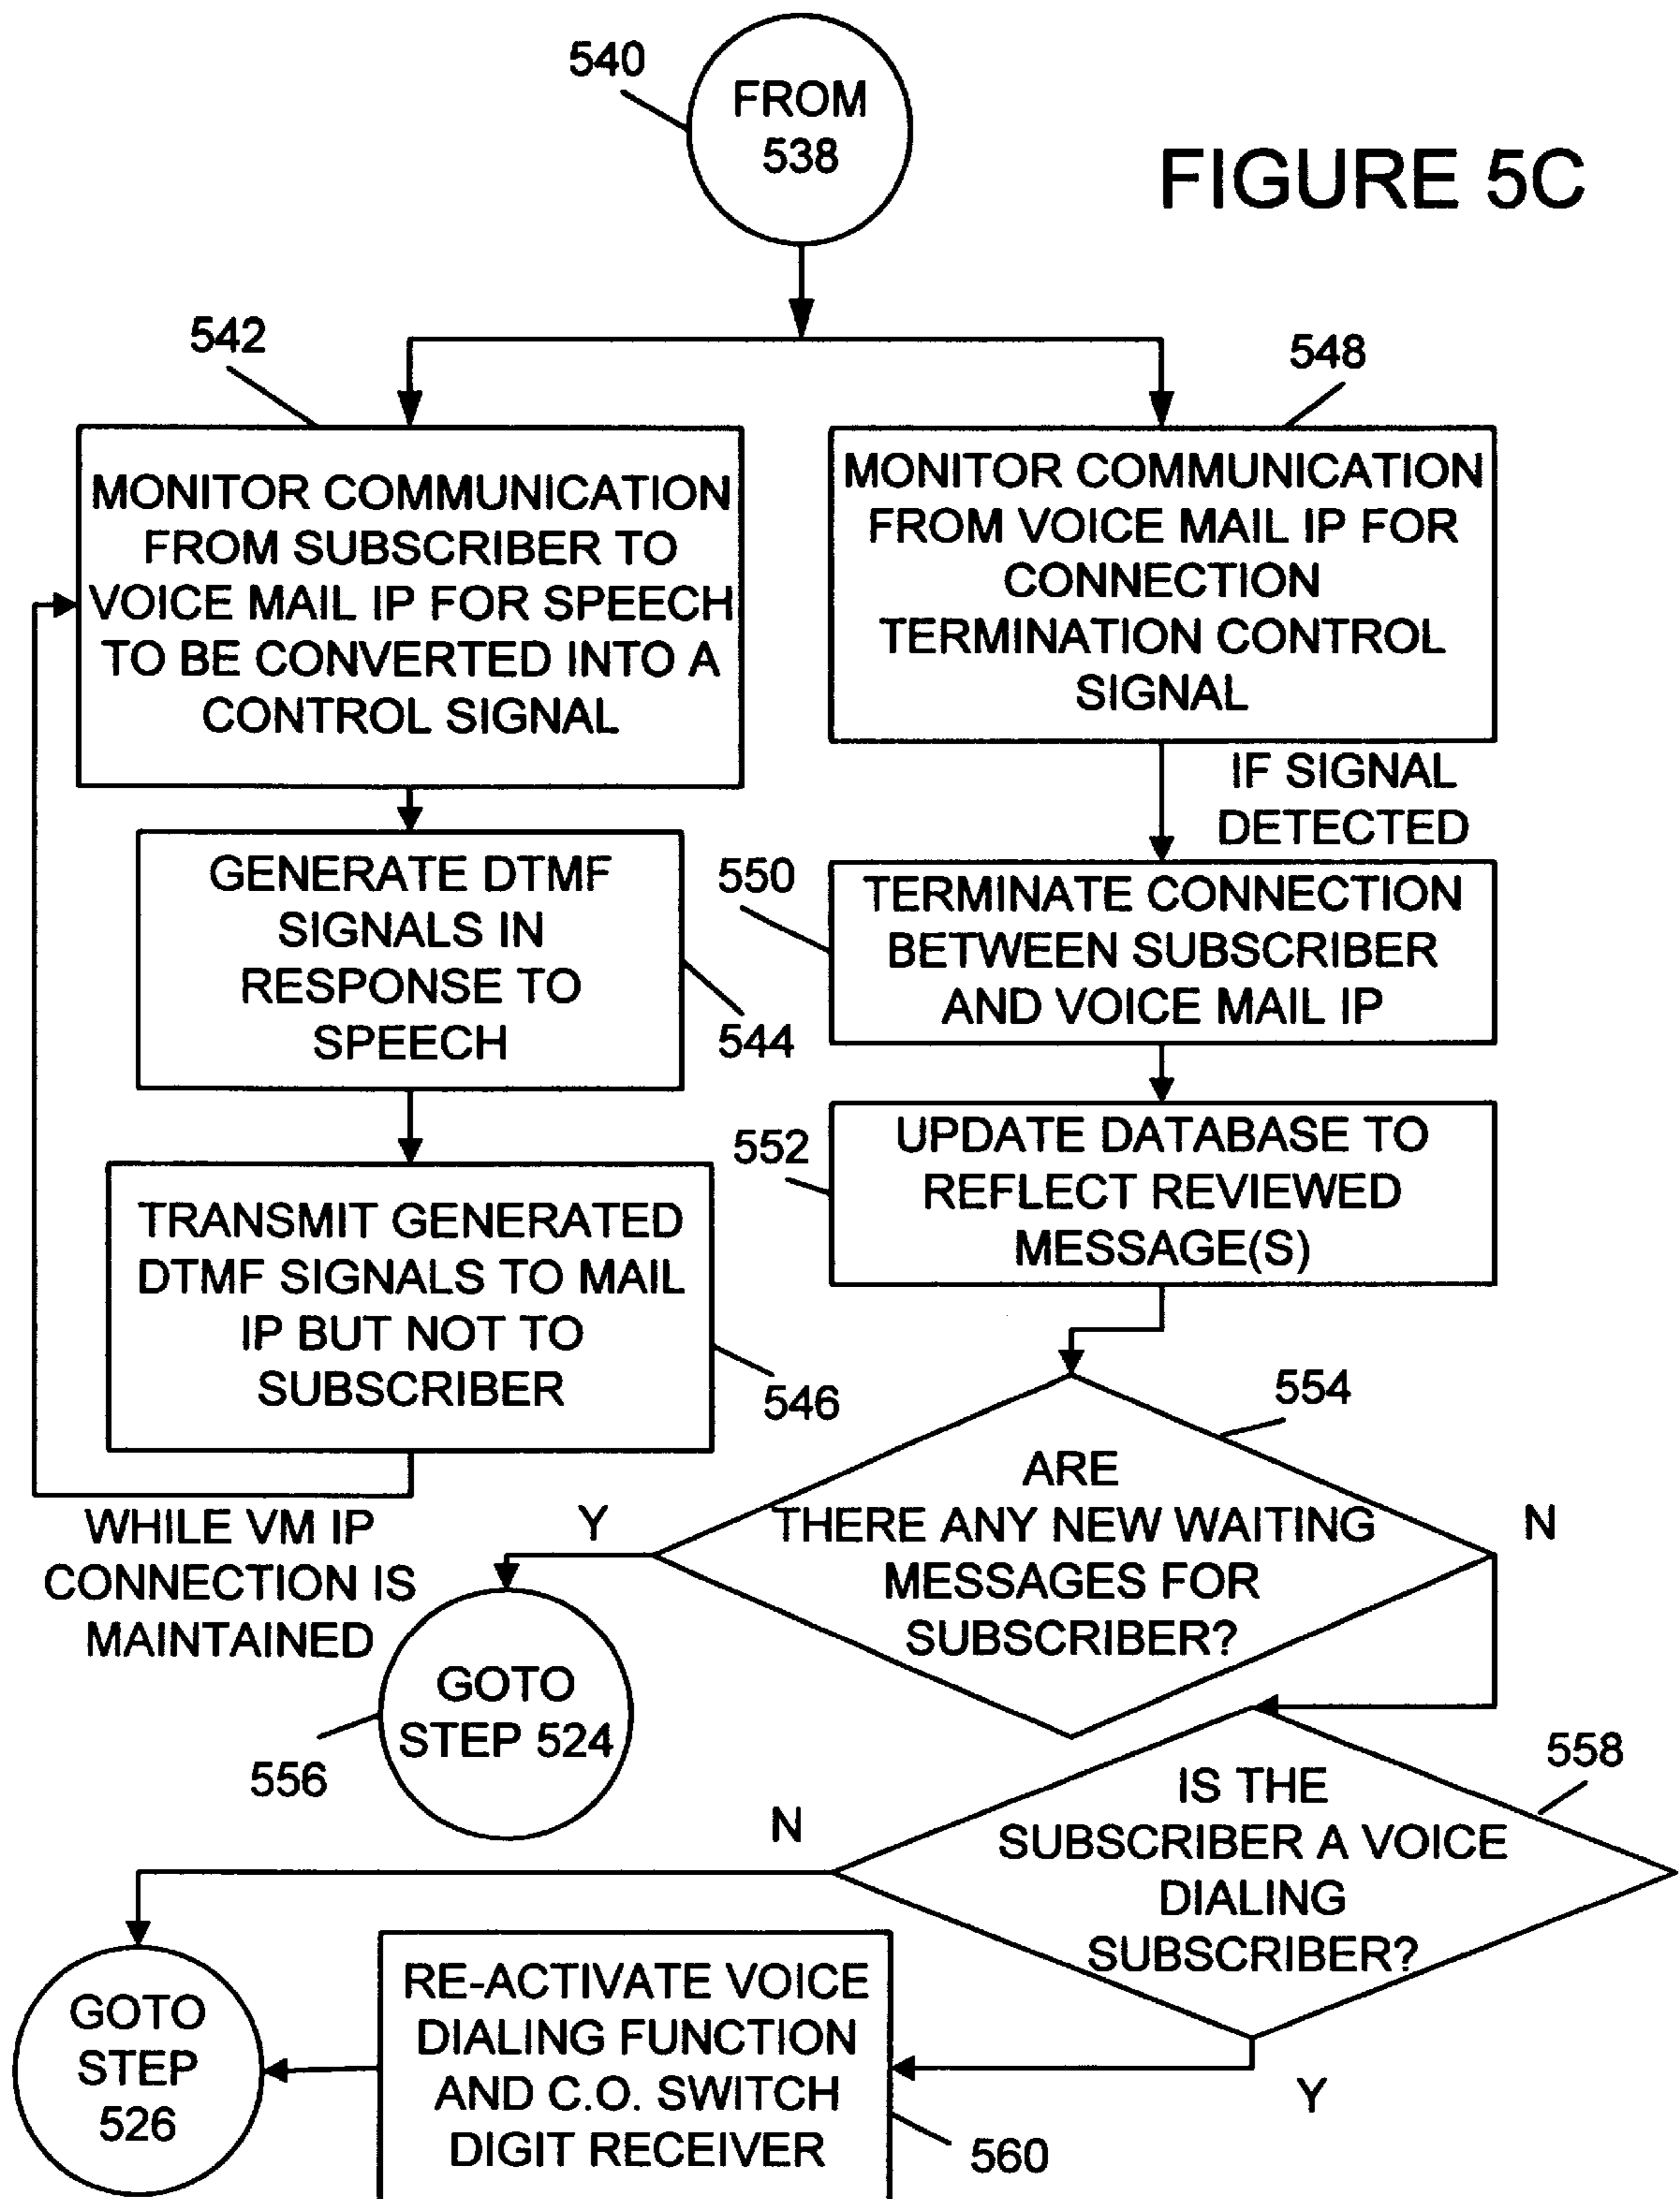 540
FROM
538
FIGURE 5C
542
MONITOR COMMUNICATION
FROM SUBSCRIBER TO
VOICE MAIL IP FOR SPEECH
TO BE CONVERTED INTO A
CONTROL SIGNAL
548
MONITOR COMMUNICATION
FROM VOICE MAIL IP FOR
CONNECTION
TERMINATION CONTROL
SIGNAL
IF SIGNAL
DETECTED
GENERATE DTMF
SIGNALS IN
RESPONSE TO
SPEECH
544
550
TERMINATE CONNECTION
BETWEEN SUBSCRIBER
AND VOICE MAIL IP
552
UPDATE DATABASE TO
REFLECT REVIEWED
MESSAGE(S)
TRANSMIT GENERATED
DTMF SIGNALS TO MAIL
IP BUT NOT TO
SUBSCRIBER
546
WHILE VM IP
CONNECTION IS
MAINTAINED
554
ARE
THERE ANY NEW WAITING
MESSAGES FOR
SUBSCRIBER?
Y
N
GOTO
STEP 524
556
558
IS THE
SUBSCRIBER A VOICE
DIALING
SUBSCRIBER?
N
Y
RE-ACTIVATE VOICE
DIALING FUNCTION
AND C.O. SWITCH
DIGIT RECEIVER
560
GOTO
STEP
526